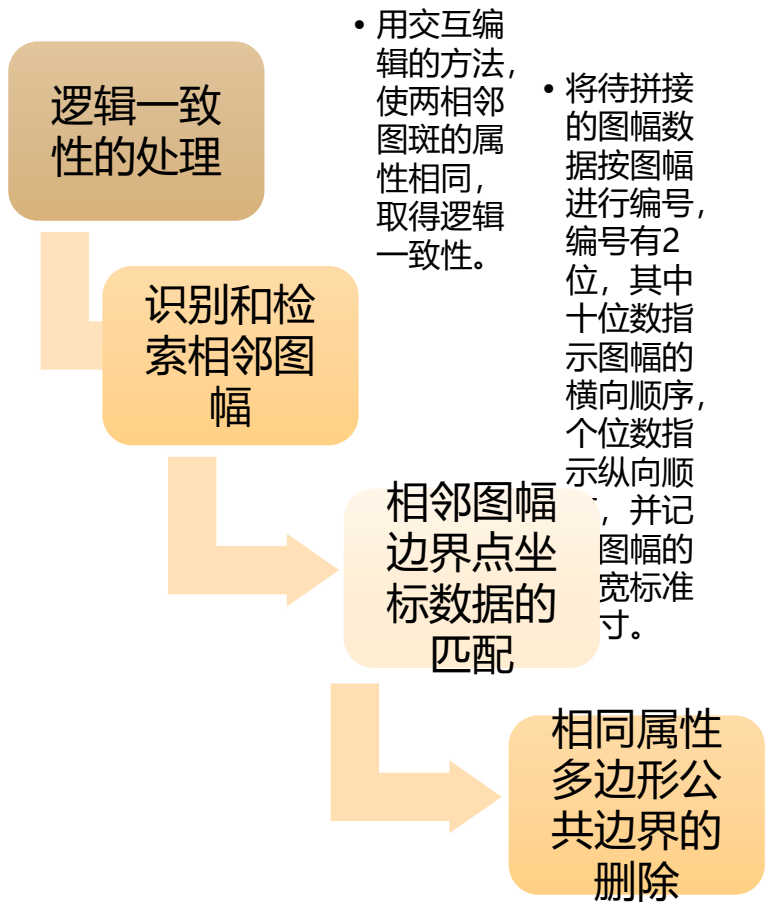 逻辑一致
性的处理
• 用交互编
辑的方法，
使两相邻
图斑的属
性相同，
取得逻辑
一致性。
识别和检
索相邻图
幅
• 将待拼接
的图幅数
据按图幅
进行编号，
编号有2
位，其中
十位数指
示图幅的
横向顺序，
个位数指
示纵向顺
，并记
图幅的
宽标准
寸。
相邻图幅
边界点坐
标数据的
匹配
相同属性
多边形公
共边界的
删除